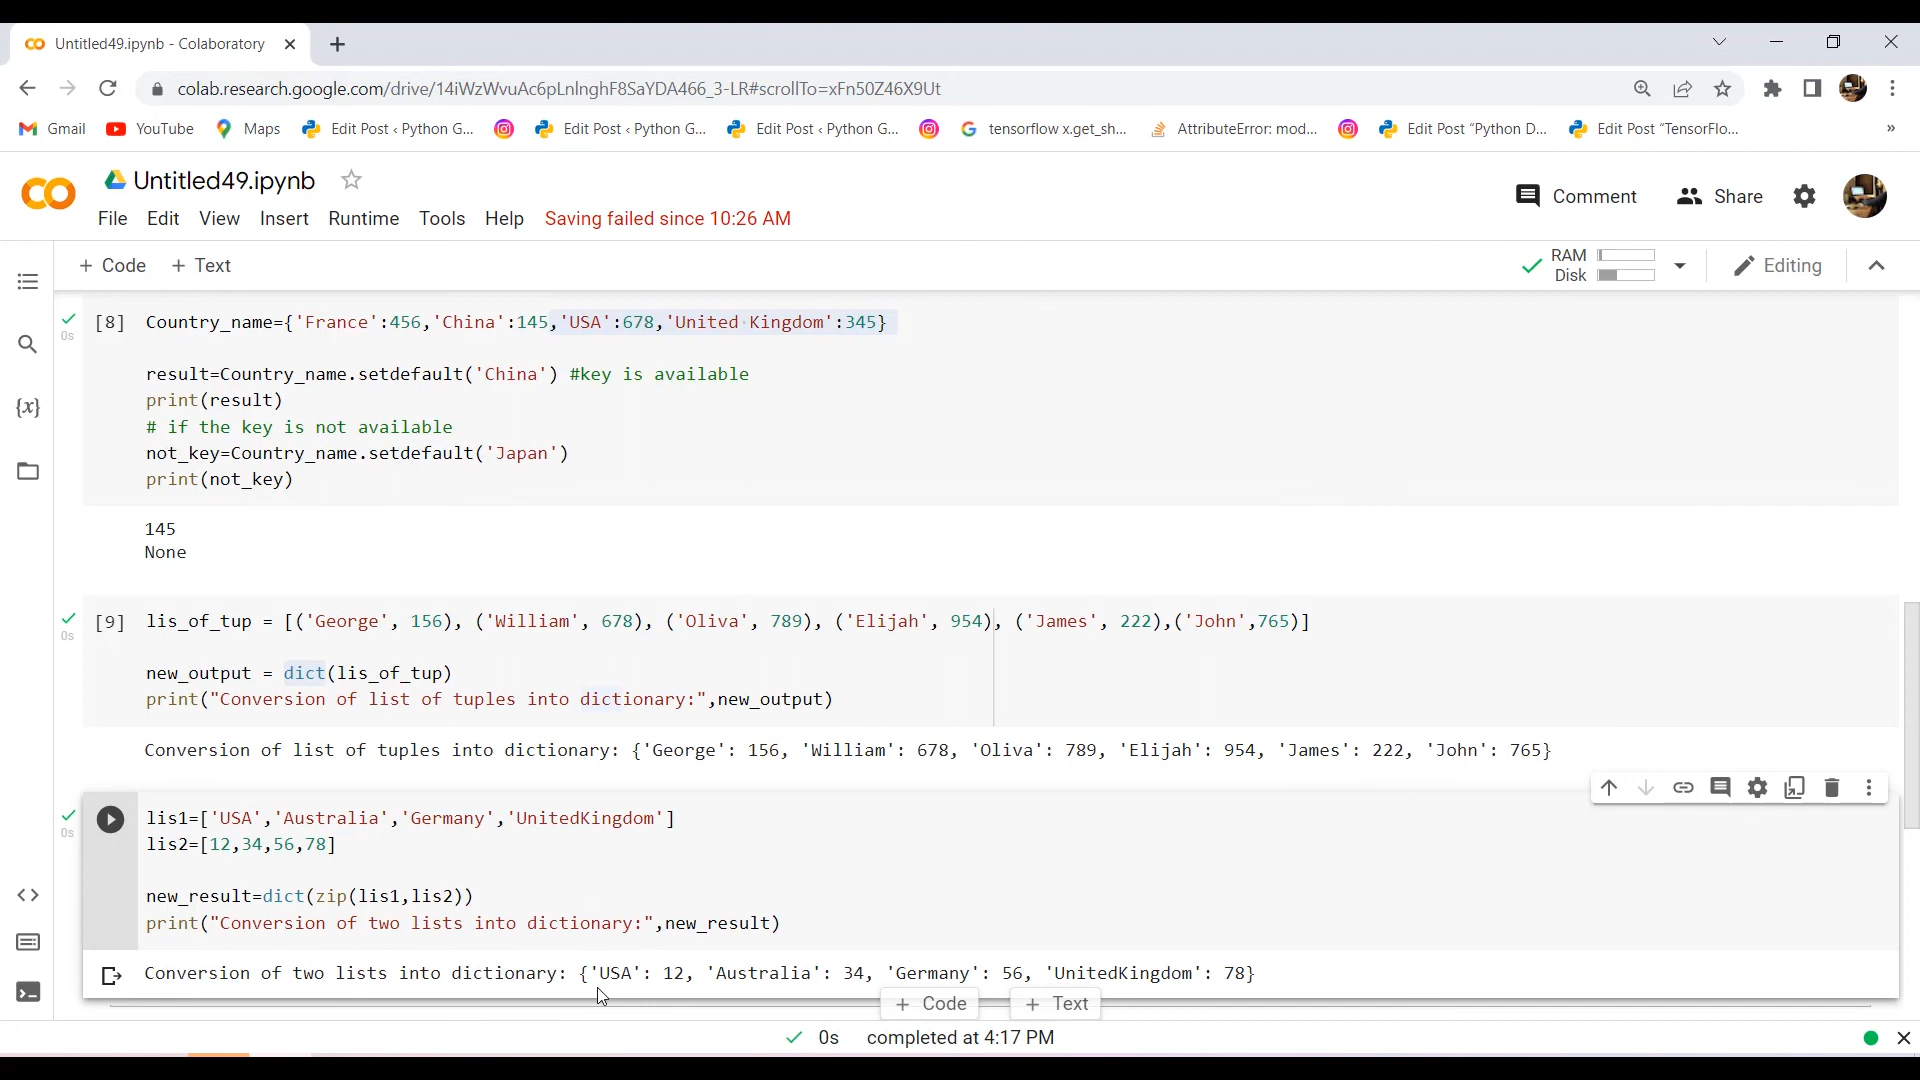 Untitled49.ipynb - Colaboratory
colab.research.google.com/drive/14iWzWvuAc6pLnlnghF8SaYDA466_3-LR#scrollTo=xFn50Z46X9Ut
Gmail YouTube Maps Edit Post ‹ Python G... Edit Post ‹ Python G... Edit Post ‹ Python G... tensorflow x.get_sh... AttributeError: mod... Edit Post “Python D... Edit Post “TensorFlo... »
Untitled49.ipynb
Comment Share
File Edit View Insert Runtime Tools Help Saving failed since 10:26 AM
+ Code + Text RAM Disk Editing
[8] Country_name={'France':456,'China':145,'USA':678,'United Kingdom':345}
0s
result=Country_name.setdefault('China') #key is available
print(result)
# if the key is not available
not_key=Country_name.setdefault('Japan')
print(not_key)
145
None
[9] lis_of_tup = [('George', 156), ('William', 678), ('Oliva', 789), ('Elijah', 954), ('James', 222),('John',765)]
0s
new_output = dict(lis_of_tup)
print("Conversion of list of tuples into dictionary:",new_output)
Conversion of list of tuples into dictionary: {'George': 156, 'William': 678, 'Oliva': 789, 'Elijah': 954, 'James': 222, 'John': 765}
lis1=['USA','Australia','Germany','UnitedKingdom']
0s
lis2=[12,34,56,78]
new_result=dict(zip(lis1,lis2))
print("Conversion of two lists into dictionary:",new_result)
Conversion of two lists into dictionary: {'USA': 12, 'Australia': 34, 'Germany': 56, 'UnitedKingdom': 78}
+ Code + Text
0s completed at 4:17 PM